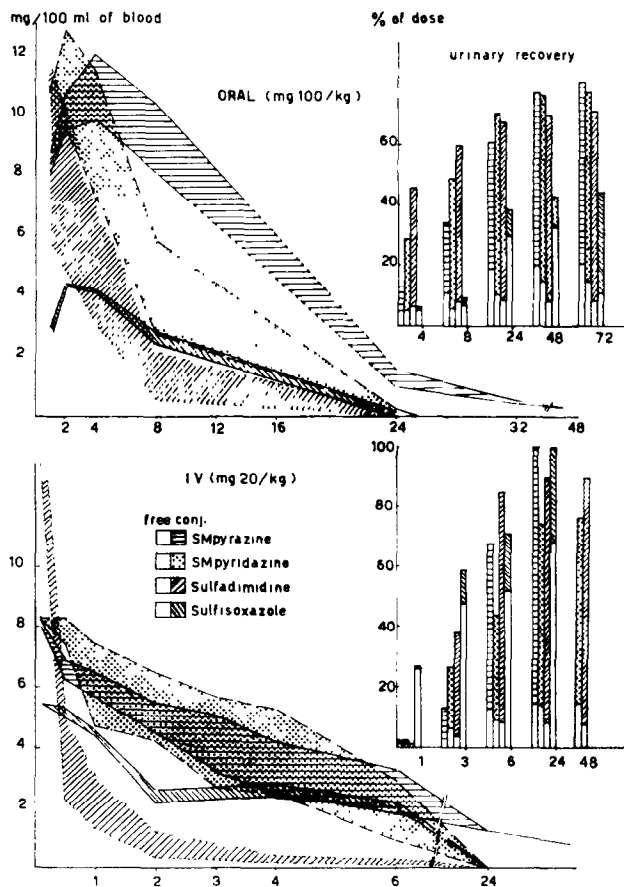 mg/100 ml of blood
% of dose
12
10
8
6
4
2
ORAL (mg 100/kg)
urinary recovery
60
40
20
4 8 24 48 72
2 4 8 12 16 24 32 48
IV (mg 20/kg)
free conj.
SMpyrazine
SMpyridazine
Sulfadimidine
Sulfisoxazole
10
8
6
4
2
100
80
60
40
20
1 3 6 24 48
1 2 3 4 6 24